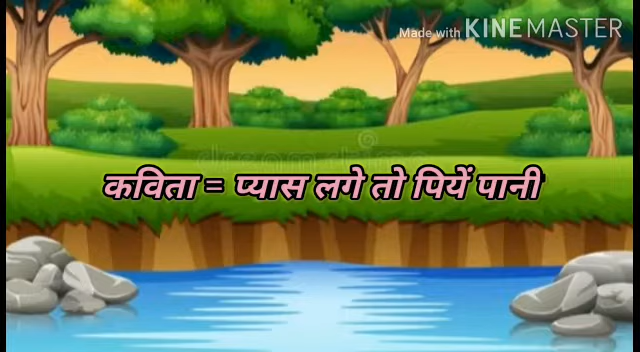 Made with KINEMASTER
कविता = प्यास लगे तो पियें पानी